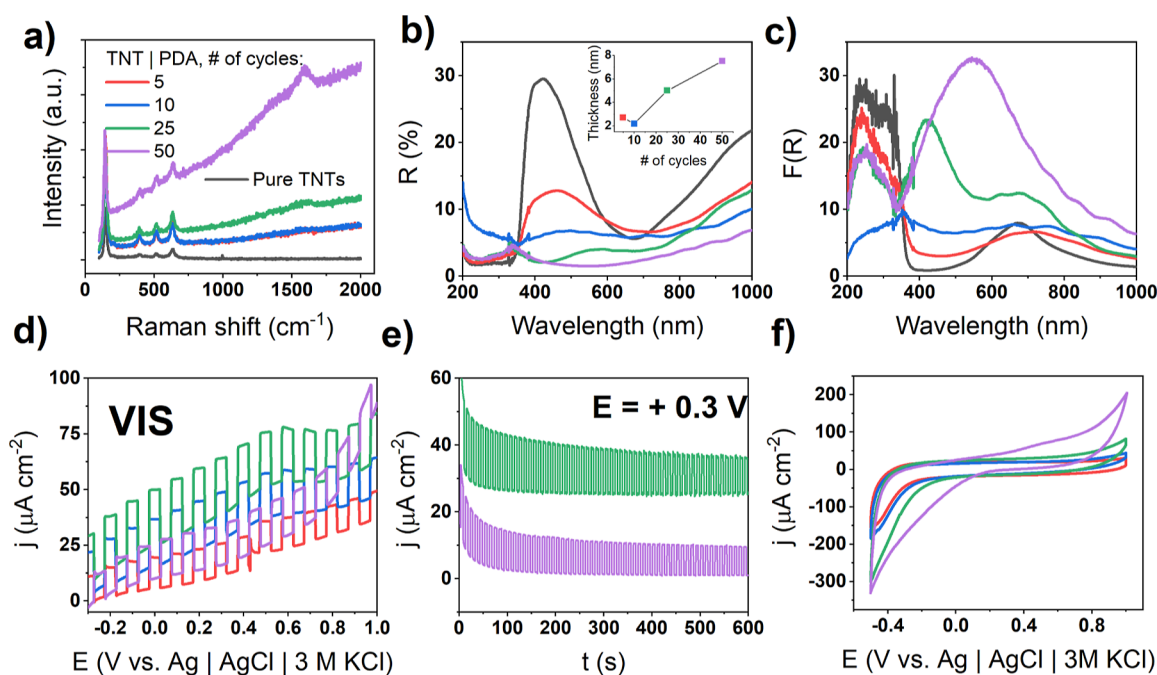 a)
TNT | PDA, # of cycles:
5
10
25
50
Pure TNTs
Intensity (a.u.)
0 500 1000 1500 2000
Raman shift (cm⁻¹)
b)
R (%)
0
10
20
30
200 400 600 800 1000
Wavelength (nm)
Thickness (nm)
8
6
4
2
10 20 30 40 50
# of cycles
c)
F(R)
0
10
20
30
200 400 600 800 1000
Wavelength (nm)
d)
VIS
j (µA cm⁻²)
100
75
50
25
0
0.0 0.2 0.4 0.6 0.8 1.0
E (V vs. Ag | AgCl | 3 M KCl)
e)
E = + 0.3 V
j (µA cm⁻²)
60
40
20
0
0 100 200 300 400 500 600
t (s)
f)
j (µA cm⁻²)
200
100
0
-100
-200
-300
-0.4 0.0 0.4 0.8
E (V vs. Ag | AgCl | 3M KCl)